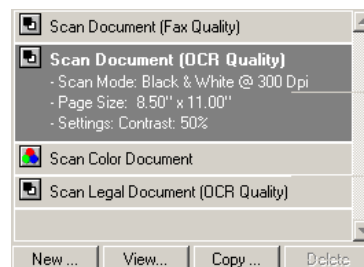 Scan Document (Fax Quality)
Scan Document (OCR Quality)
- Scan Mode: Black & White @ 300 Dpi
- Page Size: 8.50" x 11.00"
- Settings: Contrast: 50%
Scan Color Document
Scan Legal Document (OCR Quality)
New ... View... Copy ... Delete